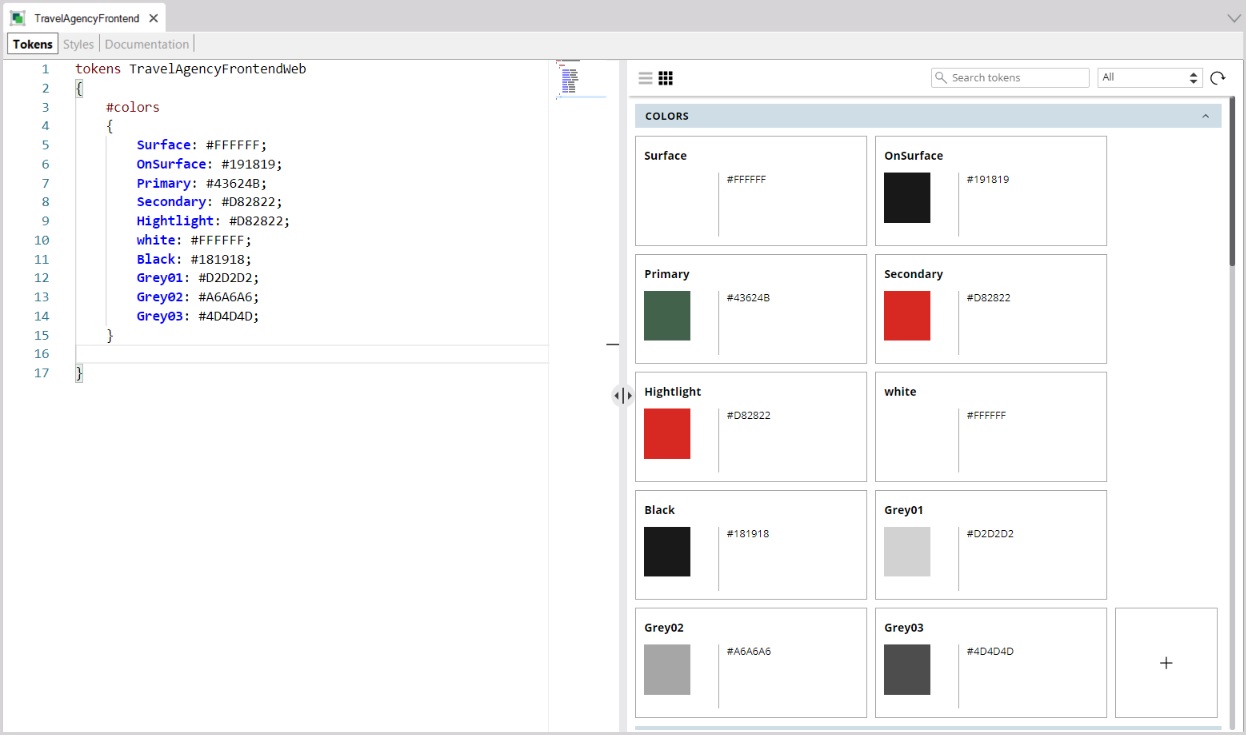 TravelAgencyFrontend
Tokens Styles Documentation
1 tokens TravelAgencyFrontendWeb
2 {
3 #colors
4 {
5 Surface: #FFFFFF;
6 OnSurface: #191819;
7 Primary: #43624B;
8 Secondary: #D82822;
9 Hightlight: #D82822;
10 white: #FFFFFF;
11 Black: #181918;
12 Grey01: #D2D2D2;
13 Grey02: #A6A6A6;
14 Grey03: #4D4D4D;
15 }
16
17 }
Search tokens All
COLORS
Surface
#FFFFFF
OnSurface
#191819
Primary
#43624B
Secondary
#D82822
Hightlight
#D82822
white
#FFFFFF
Black
#181918
Grey01
#D2D2D2
Grey02
#A6A6A6
Grey03
#4D4D4D
+